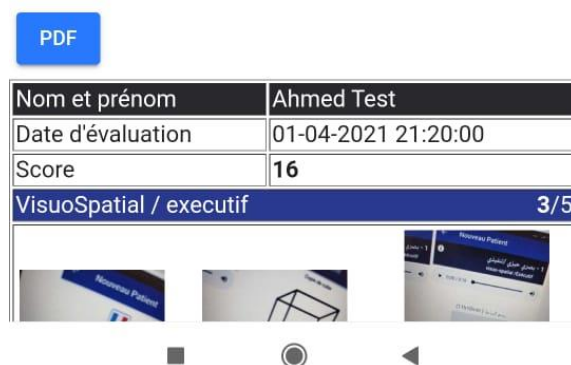 PDF
Nom et prénom Ahmed Test
Date d'évaluation 01-04-2021 21:20:00
Score 16
VisuoSpatial / executif 3/5
Nouveau Patient
Nouveau Patient